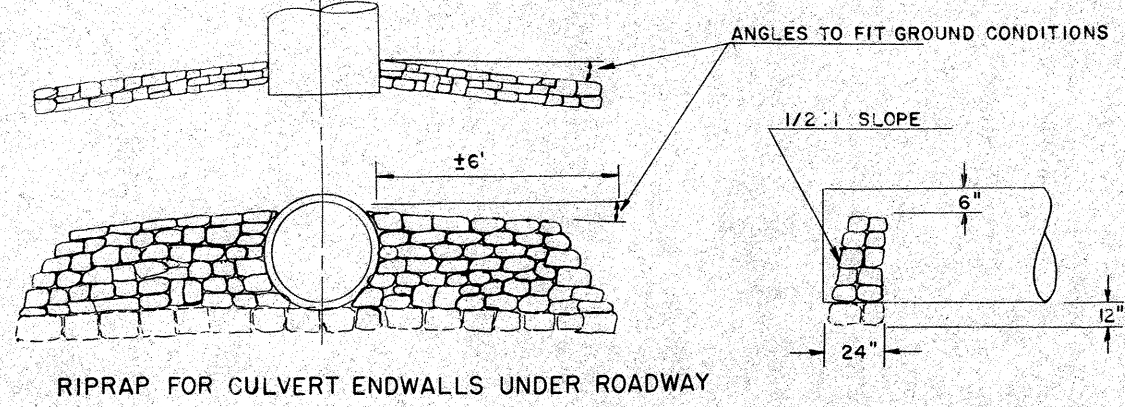 ANGLES TO FIT GROUND CONDITIONS
1/2:1 SLOPE
±6'
6"
12"
24"
RIPRAP FOR CULVERT ENDWALLS UNDER ROADWAY